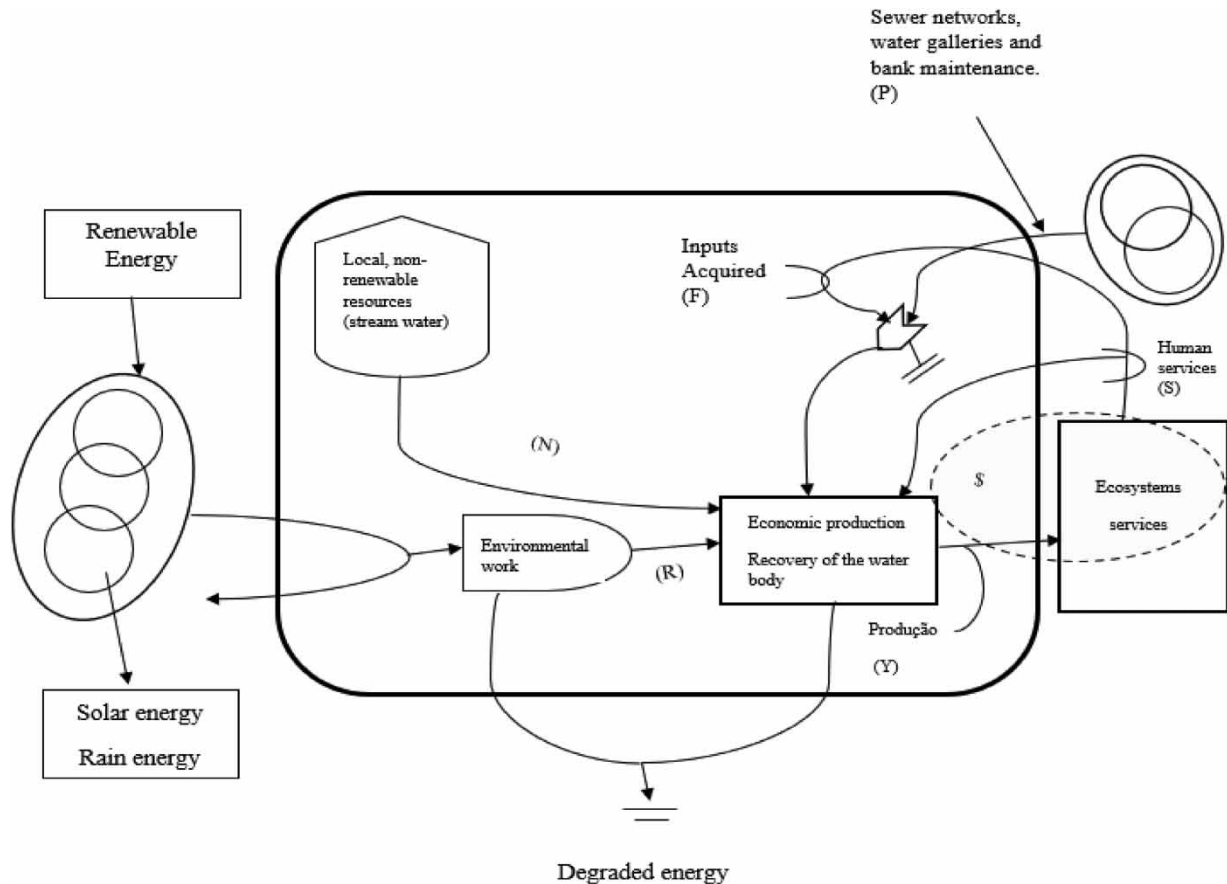 Sewer networks,
water galleries and
bank maintenance.
(P)
Renewable
Energy
Local, non-
renewable
resources
(stream water)
Inputs
Acquired
(F)
Human
services
(S)
(N)
$
Ecosystems
services
Economic production
Recovery of the water
body
Environmental
work
(R)
Produção
(Y)
Solar energy
Rain energy
Degraded energy